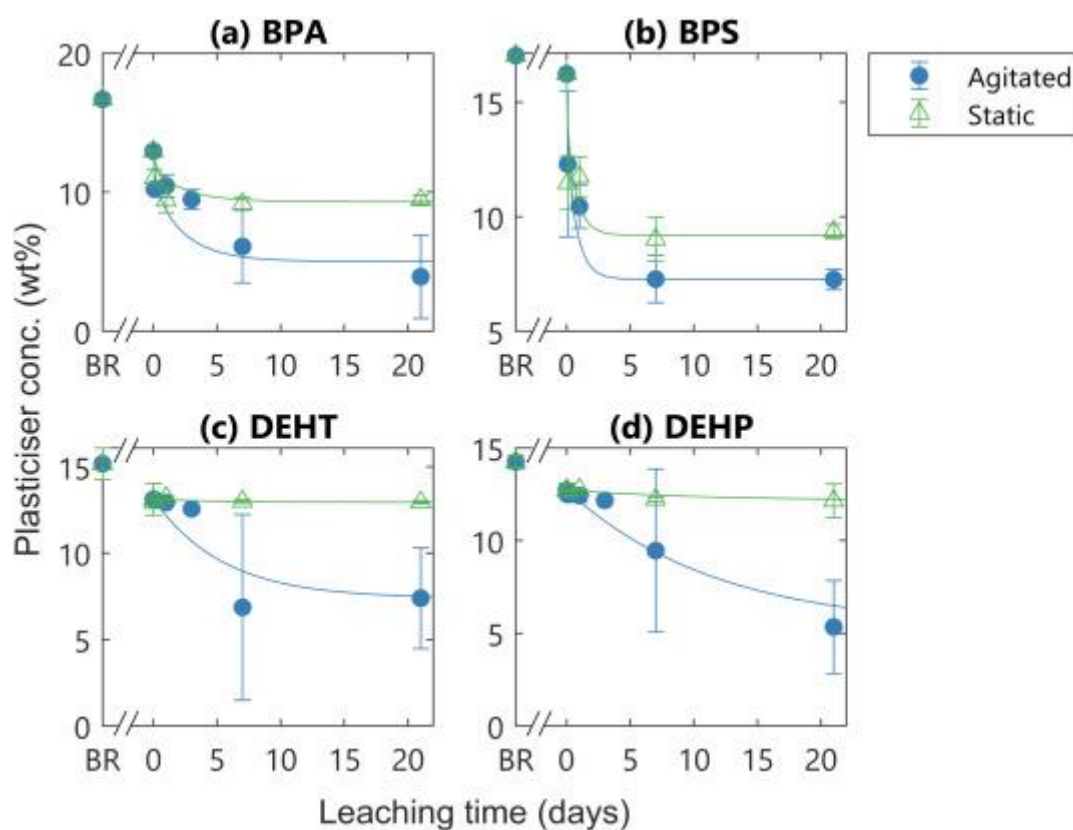 (a) BPA
(b) BPS
Agitated
Static
20
10
0
BR 0 5 10 15 20
15
10
5
BR 0 5 10 15 20
Plasticiser conc. (wt%)
(c) DEHT
(d) DEHP
15
10
5
0
BR 0 5 10 15 20
15
10
5
0
BR 0 5 10 15 20
Leaching time (days)